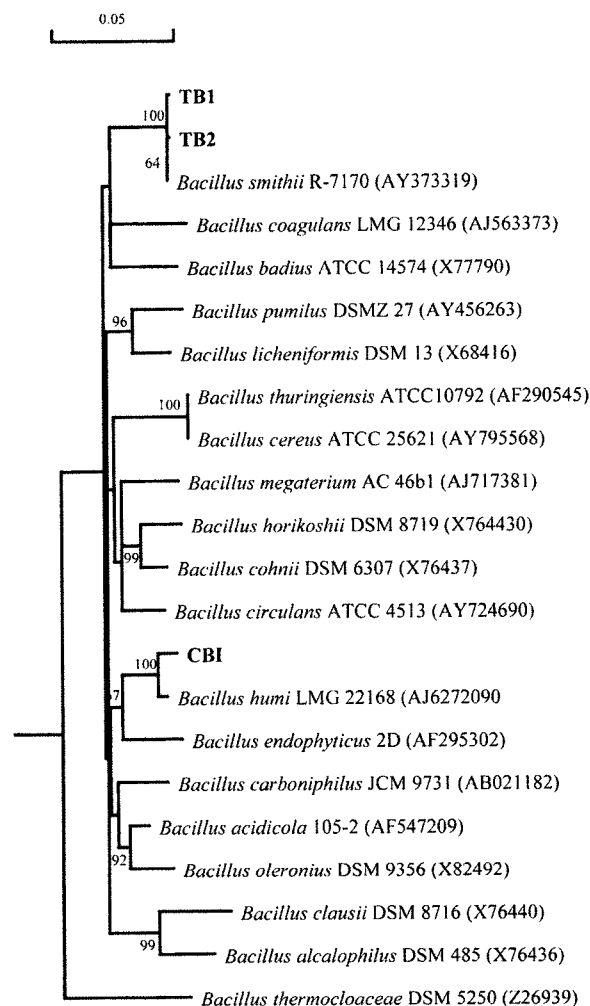 0.05
TB1
100
TB2
64
Bacillus smithii R-7170 (AY373319)
Bacillus coagulans LMG 12346 (AJ563373)
Bacillus badius ATCC 14574 (X77790)
Bacillus pumilus DSMZ 27 (AY456263)
96
Bacillus licheniformis DSM 13 (X68416)
Bacillus thuringiensis ATCC10792 (AF290545)
100
Bacillus cereus ATCC 25621 (AY795568)
Bacillus megaterium AC 46b1 (AJ717381)
Bacillus horikoshii DSM 8719 (X764430)
99
Bacillus cohnii DSM 6307 (X76437)
Bacillus circulans ATCC 4513 (AY724690)
CBI
100
Bacillus humi LMG 22168 (AJ6272090
7
Bacillus endophyticus 2D (AF295302)
Bacillus carboniphilus JCM 9731 (AB021182)
Bacillus acidicola 105-2 (AF547209)
92
Bacillus oleronius DSM 9356 (X82492)
Bacillus clausii DSM 8716 (X76440)
99
Bacillus alcalophilus DSM 485 (X76436)
Bacillus thermocloaceae DSM 5250 (Z26939)